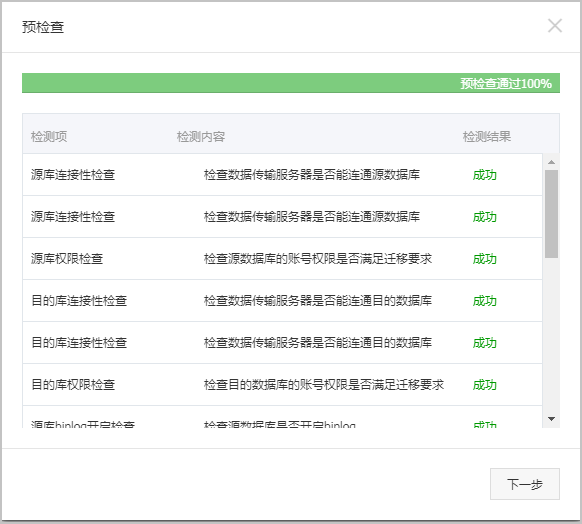 预检查
预检查通过100%
检测项 检测内容 检测结果
源库连接性检查 检查数据传输服务器是否能连通源数据库 成功
源库连接性检查 检查数据传输服务器是否能连通源数据库 成功
源库权限检查 检查源数据库的账号权限是否满足迁移要求 成功
目的库连接性检查 检查数据传输服务器是否能连通目的数据库 成功
目的库连接性检查 检查数据传输服务器是否能连通目的数据库 成功
目的库权限检查 检查目的数据库的账号权限是否满足迁移要求 成功
源库binlog开启检查 检查源数据库是否开启binlog 成功
下一步